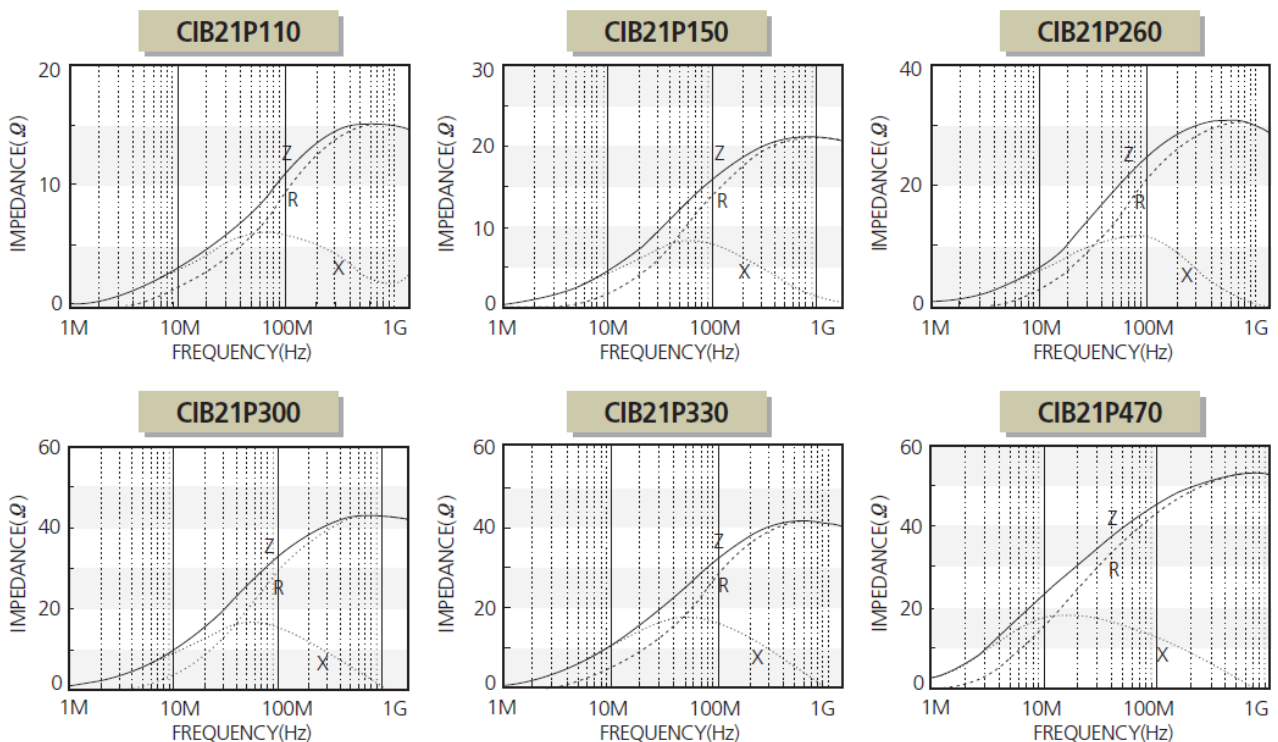 CIB21P110
20
10
0
IMPEDANCE(Ω)
Z
R
X
1M 10M 100M 1G
FREQUENCY(Hz)
CIB21P150
30
20
10
0
IMPEDANCE(Ω)
Z
R
X
1M 10M 100M 1G
FREQUENCY(Hz)
CIB21P260
40
20
0
IMPEDANCE(Ω)
Z
R
X
1M 10M 100M 1G
FREQUENCY(Hz)
CIB21P300
60
40
20
0
IMPEDANCE(Ω)
Z
R
X
1M 10M 100M 1G
FREQUENCY(Hz)
CIB21P330
60
40
20
0
IMPEDANCE(Ω)
Z
R
X
1M 10M 100M 1G
FREQUENCY(Hz)
CIB21P470
60
40
20
0
IMPEDANCE(Ω)
Z
R
X
1M 10M 100M 1G
FREQUENCY(Hz)